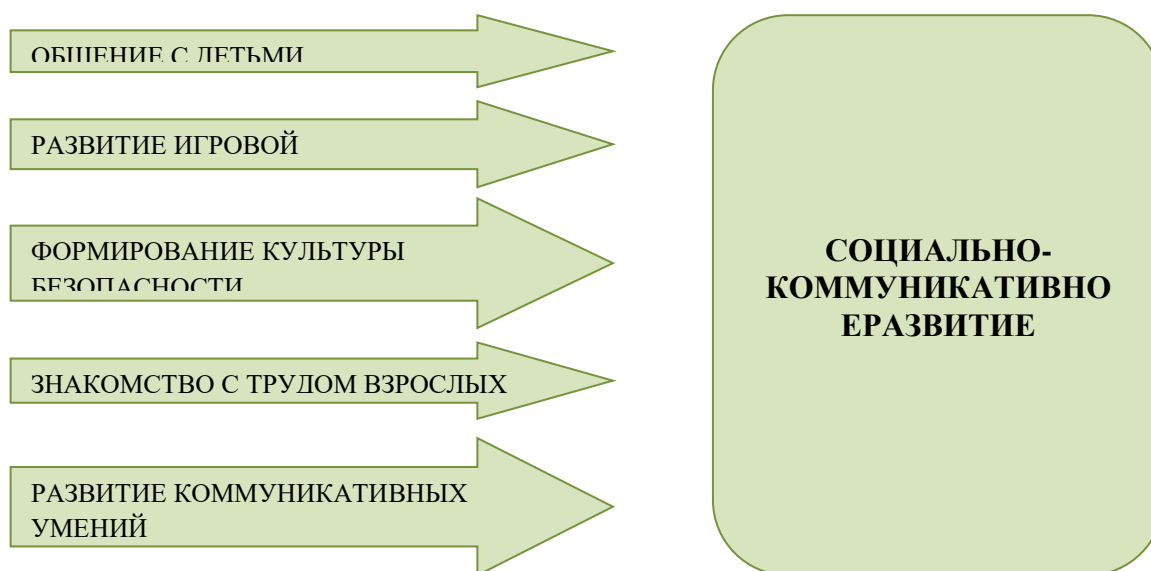 ОБЩЕНИЕ С ДЕТЬМИ
РАЗВИТИЕ ИГРОВОЙ
ФОРМИРОВАНИЕ КУЛЬТУРЫ
БЕЗОПАСНОСТИ
ЗНАКОМСТВО С ТРУДОМ ВЗРОСЛЫХ
РАЗВИТИЕ КОММУНИКАТИВНЫХ
УМЕНИЙ
СОЦИАЛЬНО-
КОММУНИКАТИВНО
ЕРАЗВИТИЕ